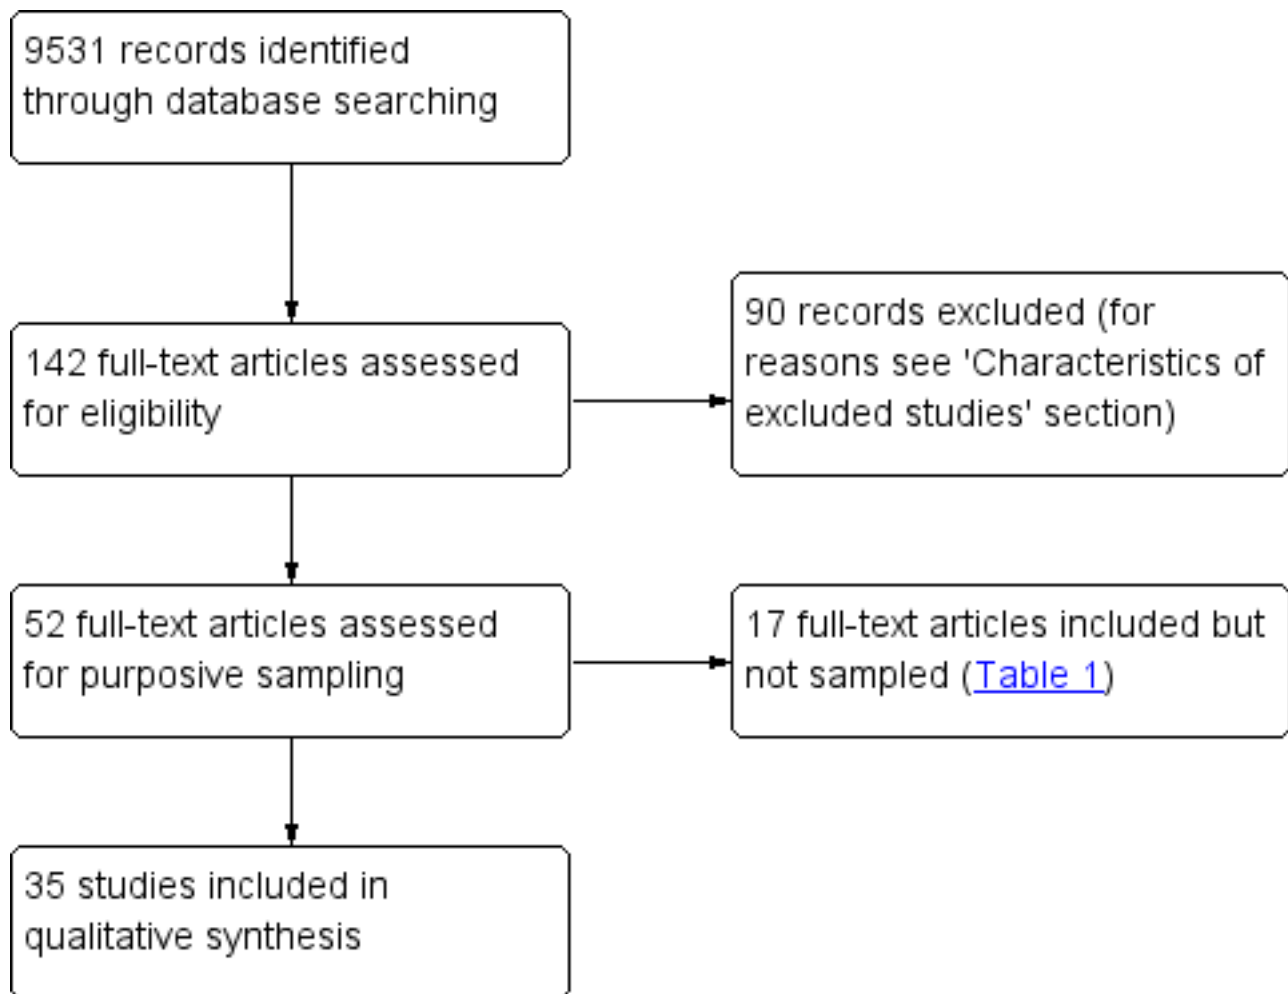 9531 records identified
through database searching
142 full-text articles assessed
for eligibility
90 records excluded (for
reasons see 'Characteristics of
excluded studies' section)
52 full-text articles assessed
for purposive sampling
17 full-text articles included but
not sampled (Table 1)
35 studies included in
qualitative synthesis